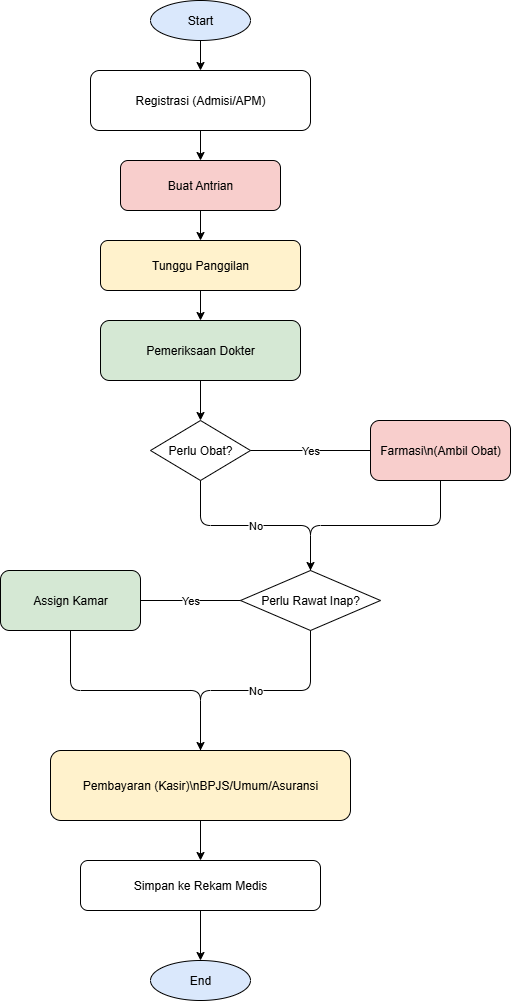 Start
Registrasi (Admisi/APM)
Buat Antrian
Tunggu Panggilan
Pemeriksaan Dokter
Perlu Obat?
Yes
Farmasi\n(Ambil Obat)
No
Assign Kamar
Yes
Perlu Rawat Inap?
No
Pembayaran (Kasir)\nBPJS/Umum/Asuransi
Simpan ke Rekam Medis
End